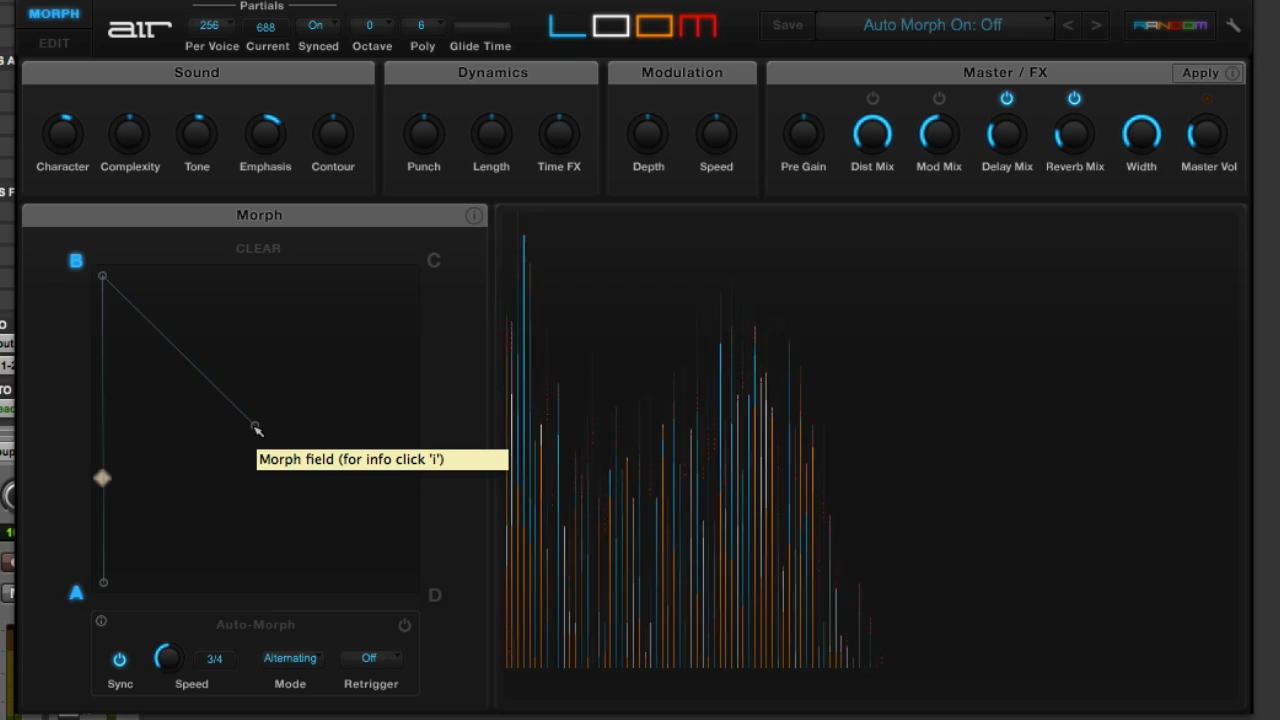 MORPH
EDIT
air
Partials
256
688
On
0
6
Per Voice
Current
Synced
Octave
Poly
Glide Time
LOOM
Save
Auto Morph On: Off
<
>
RANDOM
Sound
Dynamics
Modulation
Master / FX
Apply
i
Character
Complexity
Tone
Emphasis
Contour
Punch
Length
Time FX
Depth
Speed
Pre Gain
Dist Mix
Mod Mix
Delay Mix
Reverb Mix
Width
Master Vol
Morph
i
CLEAR
B
C
Morph field (for info click 'i')
A
D
i
Auto-Morph
3/4
Alternating
Off
Sync
Speed
Mode
Retrigger